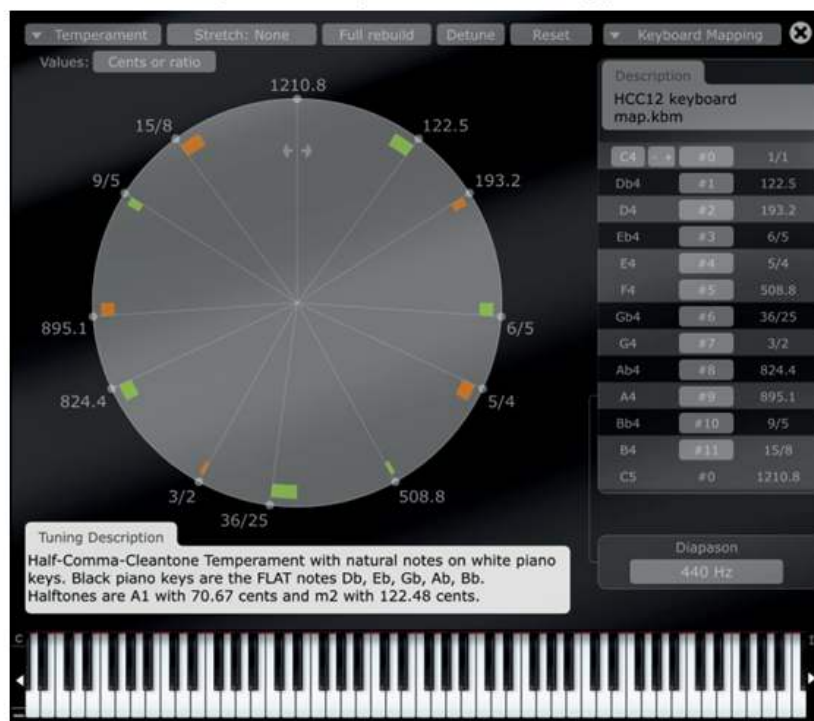 Temperament Stretch: None Full rebuild Detune Reset Keyboard Mapping
Values: Cents or ratio
1210.8
15/8
122.5
9/5
193.2
895.1
6/5
824.4
5/4
3/2
508.8
36/25
Description
HCC12 keyboard
map.kbm
C4 - + #0 1/1
Db4 #1 122.5
D4 #2 193.2
Eb4 #3 6/5
E4 #4 5/4
F4 #5 508.8
Gb4 #6 36/25
G4 #7 3/2
Ab4 #8 824.4
A4 #9 895.1
Bb4 #10 9/5
B4 #11 15/8
C5 #0 1210.8
Tuning Description
Half-Comma-Cleantone Temperament with natural notes on white piano
keys. Black piano keys are the FLAT notes Db, Eb, Gb, Ab, Bb.
Halftones are A1 with 70.67 cents and m2 with 122.48 cents.
Diapason
440 Hz
C